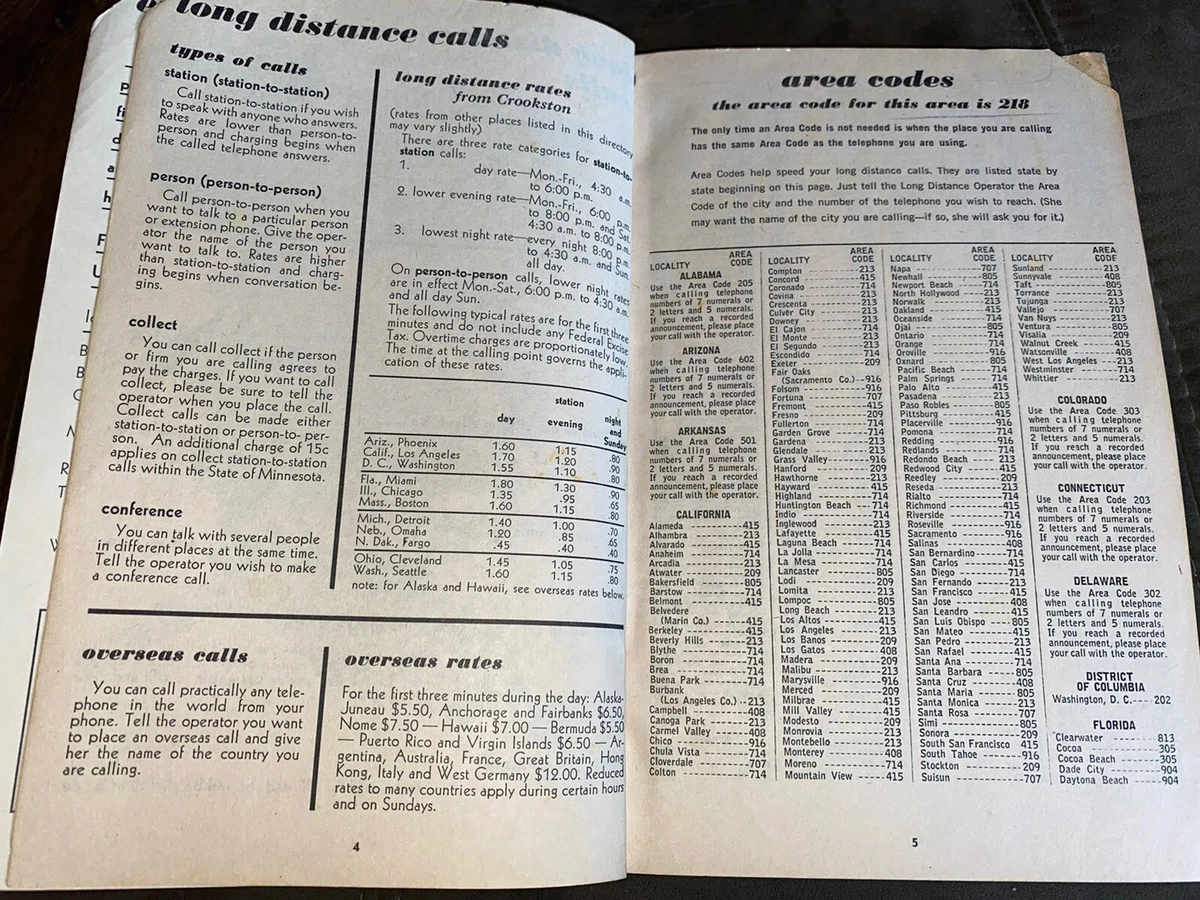 long distance calls
types of calls
station (station-to-station)
Call station-to-station if you wish
to speak with anyone who answers.
Rates are lower than person-to-
person and charging begins when
the called telephone answers.
person (person-to-person)
Call person-to-person when you
want to talk to a particular person
or extension phone. Give the oper-
ator the name of the person you
want to talk to. Rates are higher
than station-to-station and charg-
ing begins when conversation be-
gins.
collect
You can call collect if the person
or firm you are calling agrees to
pay the charges. If you want to call
collect, please be sure to tell the
operator when you place the call.
Collect calls can be made either
station-to-station or person-to- per-
son. An additional charge of 15c
applies on collect station-to-station
calls within the State of Minnesota.
conference
You can talk with several people
in different places at the same time.
Tell the operator you wish to make
a conference call.
long distance rates
from Crookston
(rates from other places listed in this directory
may vary slightly)
There are three rate categories for station-to-
station calls:
1. day rate—Mon.-Fri., 4:30 a.m.
to 6:00 p.m.
2. lower evening rate—Mon.-Fri., 6:00 p.m.
to 8:00 p.m. and Sat.
4:30 a.m. to 8:00 p.m.
3. lowest night rate—every night 8:00 p.m.
to 4:30 a.m. and Sun.
all day.
On person-to-person calls, lower night rates
are in effect Mon.-Sat., 6:00 p.m. to 4:30 a.m.
and all day Sun.
The following typical rates are for the first three
minutes and do not include any Federal Excise
Tax. Overtime charges are proportionately low.
The time at the calling point governs the appli-
cation of these rates.
station
day evening night and Sunday
Ariz., Phoenix 1.60 1.15 .80
Calif., Los Angeles 1.70 1.20 .90
D. C., Washington 1.55 1.10 .80
Fla., Miami 1.80 1.30 .90
Ill., Chicago 1.35 .95 .65
Mass., Boston 1.60 1.15 .80
Mich., Detroit 1.40 1.00 .70
Neb., Omaha 1.20 .85 .65
N. Dak., Fargo .45 .40 .40
Ohio, Cleveland 1.45 1.05 .75
Wash., Seattle 1.60 1.15 .80
note: for Alaska and Hawaii, see overseas rates below.
overseas calls
You can call practically any tele-
phone in the world from your
phone. Tell the operator you want
to place an overseas call and give
her the name of the country you
are calling.
overseas rates
For the first three minutes during the day: Alaska-
Juneau $5.50, Anchorage and Fairbanks $6.50,
Nome $7.50 — Hawaii $7.00 — Bermuda $5.50
— Puerto Rico and Virgin Islands $6.50 — Ar-
gentina, Australia, France, Great Britain, Hong
Kong, Italy and West Germany $12.00. Reduced
rates to many countries apply during certain hours
and on Sundays.
4
area codes
the area code for this area is 218
The only time an Area Code is not needed is when the place you are calling
has the same Area Code as the telephone you are using.
Area Codes help speed your long distance calls. They are listed state by
state beginning on this page. Just tell the Long Distance Operator the Area
Code of the city and the number of the telephone you wish to reach. (She
may want the name of the city you are calling—if so, she will ask you for it.)
LOCALITY AREA CODE
ALABAMA
Use the Area Code 205
when calling telephone
numbers of 7 numerals or
2 letters and 5 numerals.
If you reach a recorded
announcement, please place
your call with the operator.
ARIZONA
Use the Area Code 602
when calling telephone
numbers of 7 numerals or
2 letters and 5 numerals.
If you reach a recorded
announcement, please place
your call with the operator.
ARKANSAS
Use the Area Code 501
when calling telephone
numbers of 7 numerals or
2 letters and 5 numerals.
If you reach a recorded
announcement, please place
your call with the operator.
CALIFORNIA
Alameda 415
Alhambra 213
Alvarado 415
Anaheim 714
Arcadia 213
Atwater 209
Bakersfield 805
Barstow 714
Belmont 415
Belvedere
(Marin Co.) 415
Berkeley 415
Beverly Hills 213
Blythe 714
Boron 714
Brea 714
Buena Park 714
Burbank
(Los Angeles Co.) 213
Campbell 408
Canoga Park 213
Carmel Valley 408
Chico 916
Chula Vista 714
Cloverdale 707
Colton 714
LOCALITY AREA CODE
Compton 213
Concord 415
Coronado 714
Covina 213
Crescenta 213
Culver City 213
Downey 213
El Cajon 714
El Monte 213
El Segundo 213
Escondido 714
Exeter 209
Fair Oaks
(Sacramento Co.) 916
Folsom 916
Fortuna 707
Fremont 415
Fresno 209
Fullerton 714
Garden Grove 714
Gardena 213
Glendale 213
Grass Valley 916
Hanford 209
Hawthorne 213
Hayward 415
Highland 714
Huntington Beach 714
Indio 714
Inglewood 213
Lafayette 415
Laguna Beach 714
La Jolla 714
La Mesa 714
Lancaster 805
Lodi 209
Lomita 213
Lompoc 805
Long Beach 213
Los Altos 415
Los Angeles 213
Los Banos 209
Los Gatos 408
Madera 209
Malibu 213
Marysville 916
Merced 209
Milbrae 415
Mill Valley 415
Modesto 209
Monrovia 213
Montebello 213
Monterey 408
Moreno 714
Mountain View 415
LOCALITY AREA CODE
Napa 707
Newhall 805
Newport Beach 714
North Hollywood 213
Norwalk 213
Oakland 415
Oceanside 714
Ojai 805
Ontario 714
Orange 714
Oroville 916
Oxnard 805
Pacific Beach 714
Palm Springs 714
Palo Alto 415
Pasadena 213
Paso Robles 805
Pittsburg 415
Placerville 916
Pomona 714
Redding 916
Redlands 714
Redondo Beach 213
Redwood City 415
Reedley 209
Reseda 213
Rialto 714
Richmond 415
Riverside 714
Roseville 916
Sacramento 916
Salinas 408
San Bernardino 714
San Carlos 415
San Diego 714
San Fernando 213
San Francisco 415
San Jose 408
San Leandro 415
San Luis Obispo 805
San Mateo 415
San Pedro 213
San Rafael 415
Santa Ana 714
Santa Barbara 805
Santa Cruz 408
Santa Maria 805
Santa Monica 213
Santa Rosa 707
Simi 805
Sonora 209
South San Francisco 415
South Tahoe 916
Stockton 209
Suisun 707
LOCALITY AREA CODE
Sunland 213
Sunnyvale 408
Taft 805
Torrance 213
Tujunga 213
Vallejo 707
Van Nuys 213
Ventura 805
Visalia 209
Walnut Creek 415
Watsonville 408
West Los Angeles 213
Westminster 714
Whittier 213
COLORADO
Use the Area Code 303
when calling telephone
numbers of 7 numerals or
2 letters and 5 numerals.
If you reach a recorded
announcement, please place
your call with the operator.
CONNECTICUT
Use the Area Code 203
when calling telephone
numbers of 7 numerals or
2 letters and 5 numerals.
If you reach a recorded
announcement, please place
your call with the operator.
DELAWARE
Use the Area Code 302
when calling telephone
numbers of 7 numerals or
2 letters and 5 numerals.
If you reach a recorded
announcement, please place
your call with the operator.
DISTRICT
OF COLUMBIA
Washington, D. C. 202
FLORIDA
Clearwater 813
Cocoa 305
Cocoa Beach 305
Dade City 904
Daytona Beach 904
5